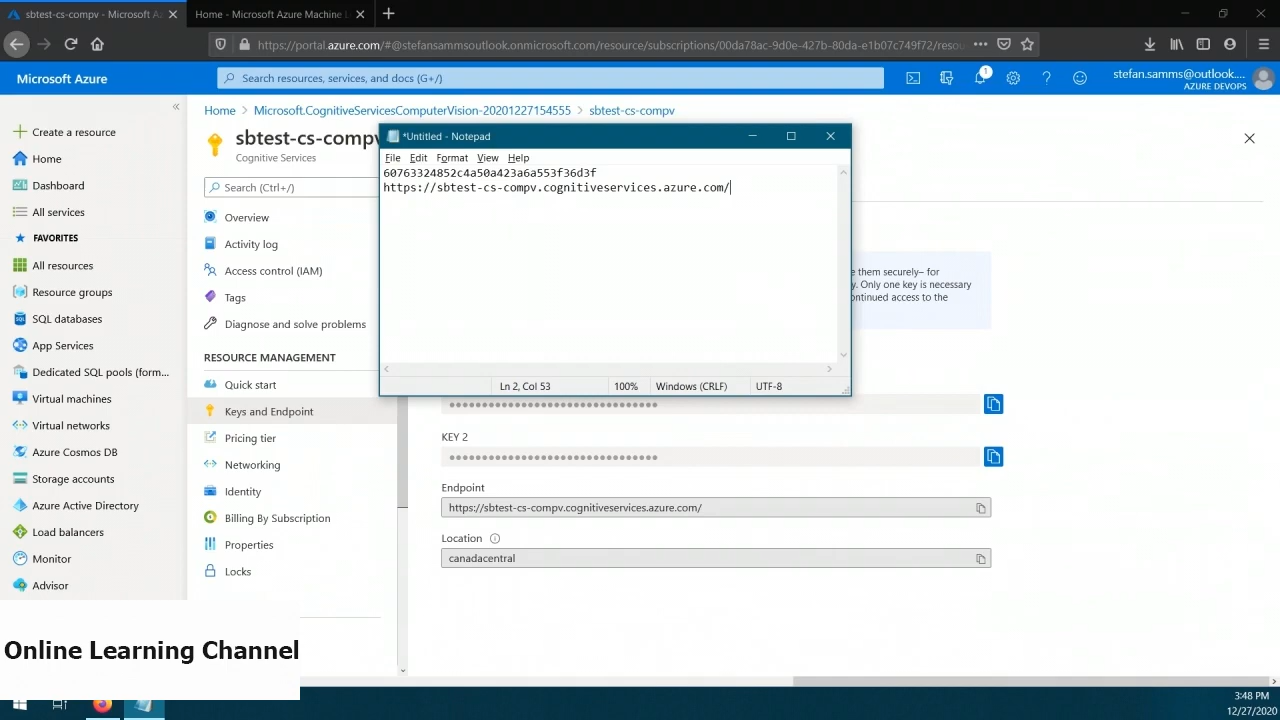 sbtest-cs-compv - Microsoft Az
Home - Microsoft Azure Machine L
https://portal.azure.com/#@stefansammsoutlook.onmicrosoft.com/resource/subscriptions/00da78ac-9d0e-427b-80da-e1b07c749f72/resou
Microsoft Azure
Search resources, services, and docs (G+/)
1
stefan.samms@outlook....
AZURE DEVOPS
Home > Microsoft.CognitiveServicesComputerVision-20201227154555 > sbtest-cs-compv
sbtest-cs-compv
Cognitive Services
Search (Ctrl+/)
Create a resource
Home
Dashboard
All services
FAVORITES
All resources
Resource groups
SQL databases
App Services
Dedicated SQL pools (form...
Virtual machines
Virtual networks
Azure Cosmos DB
Storage accounts
Azure Active Directory
Load balancers
Monitor
Advisor
Overview
Activity log
Access control (IAM)
Tags
Diagnose and solve problems
RESOURCE MANAGEMENT
Quick start
Keys and Endpoint
Pricing tier
Networking
Identity
Billing By Subscription
Properties
Locks
*Untitled - Notepad
File Edit Format View Help
60763324852c4a50a423a6a553f36d3f
https://sbtest-cs-compv.cognitiveservices.azure.com/
Ln 2, Col 53
100%
Windows (CRLF)
UTF-8
e them securely– for
y. Only one key is necessary
ontinued access to the
KEY 2
Endpoint
https://sbtest-cs-compv.cognitiveservices.azure.com/
Location
canadacentral
Online Learning Channel
3:48 PM
12/27/2020